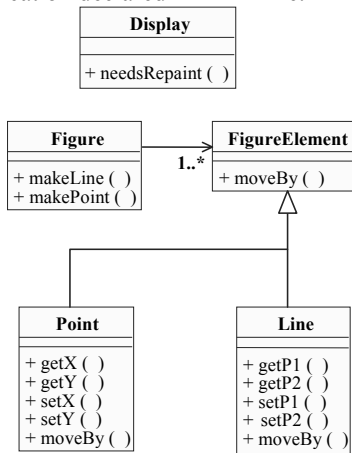 Display
+ needsRepaint ( )
Figure
+ makeLine ( )
+ makePoint ( )
1..*
FigureElement
+ moveBy ( )
Point
+ getX ( )
+ getY ( )
+ setX ( )
+ setY ( )
+ moveBy ( )
Line
+ getP1 ( )
+ getP2 ( )
+ setP1 ( )
+ setP2 ( )
+ moveBy ( )